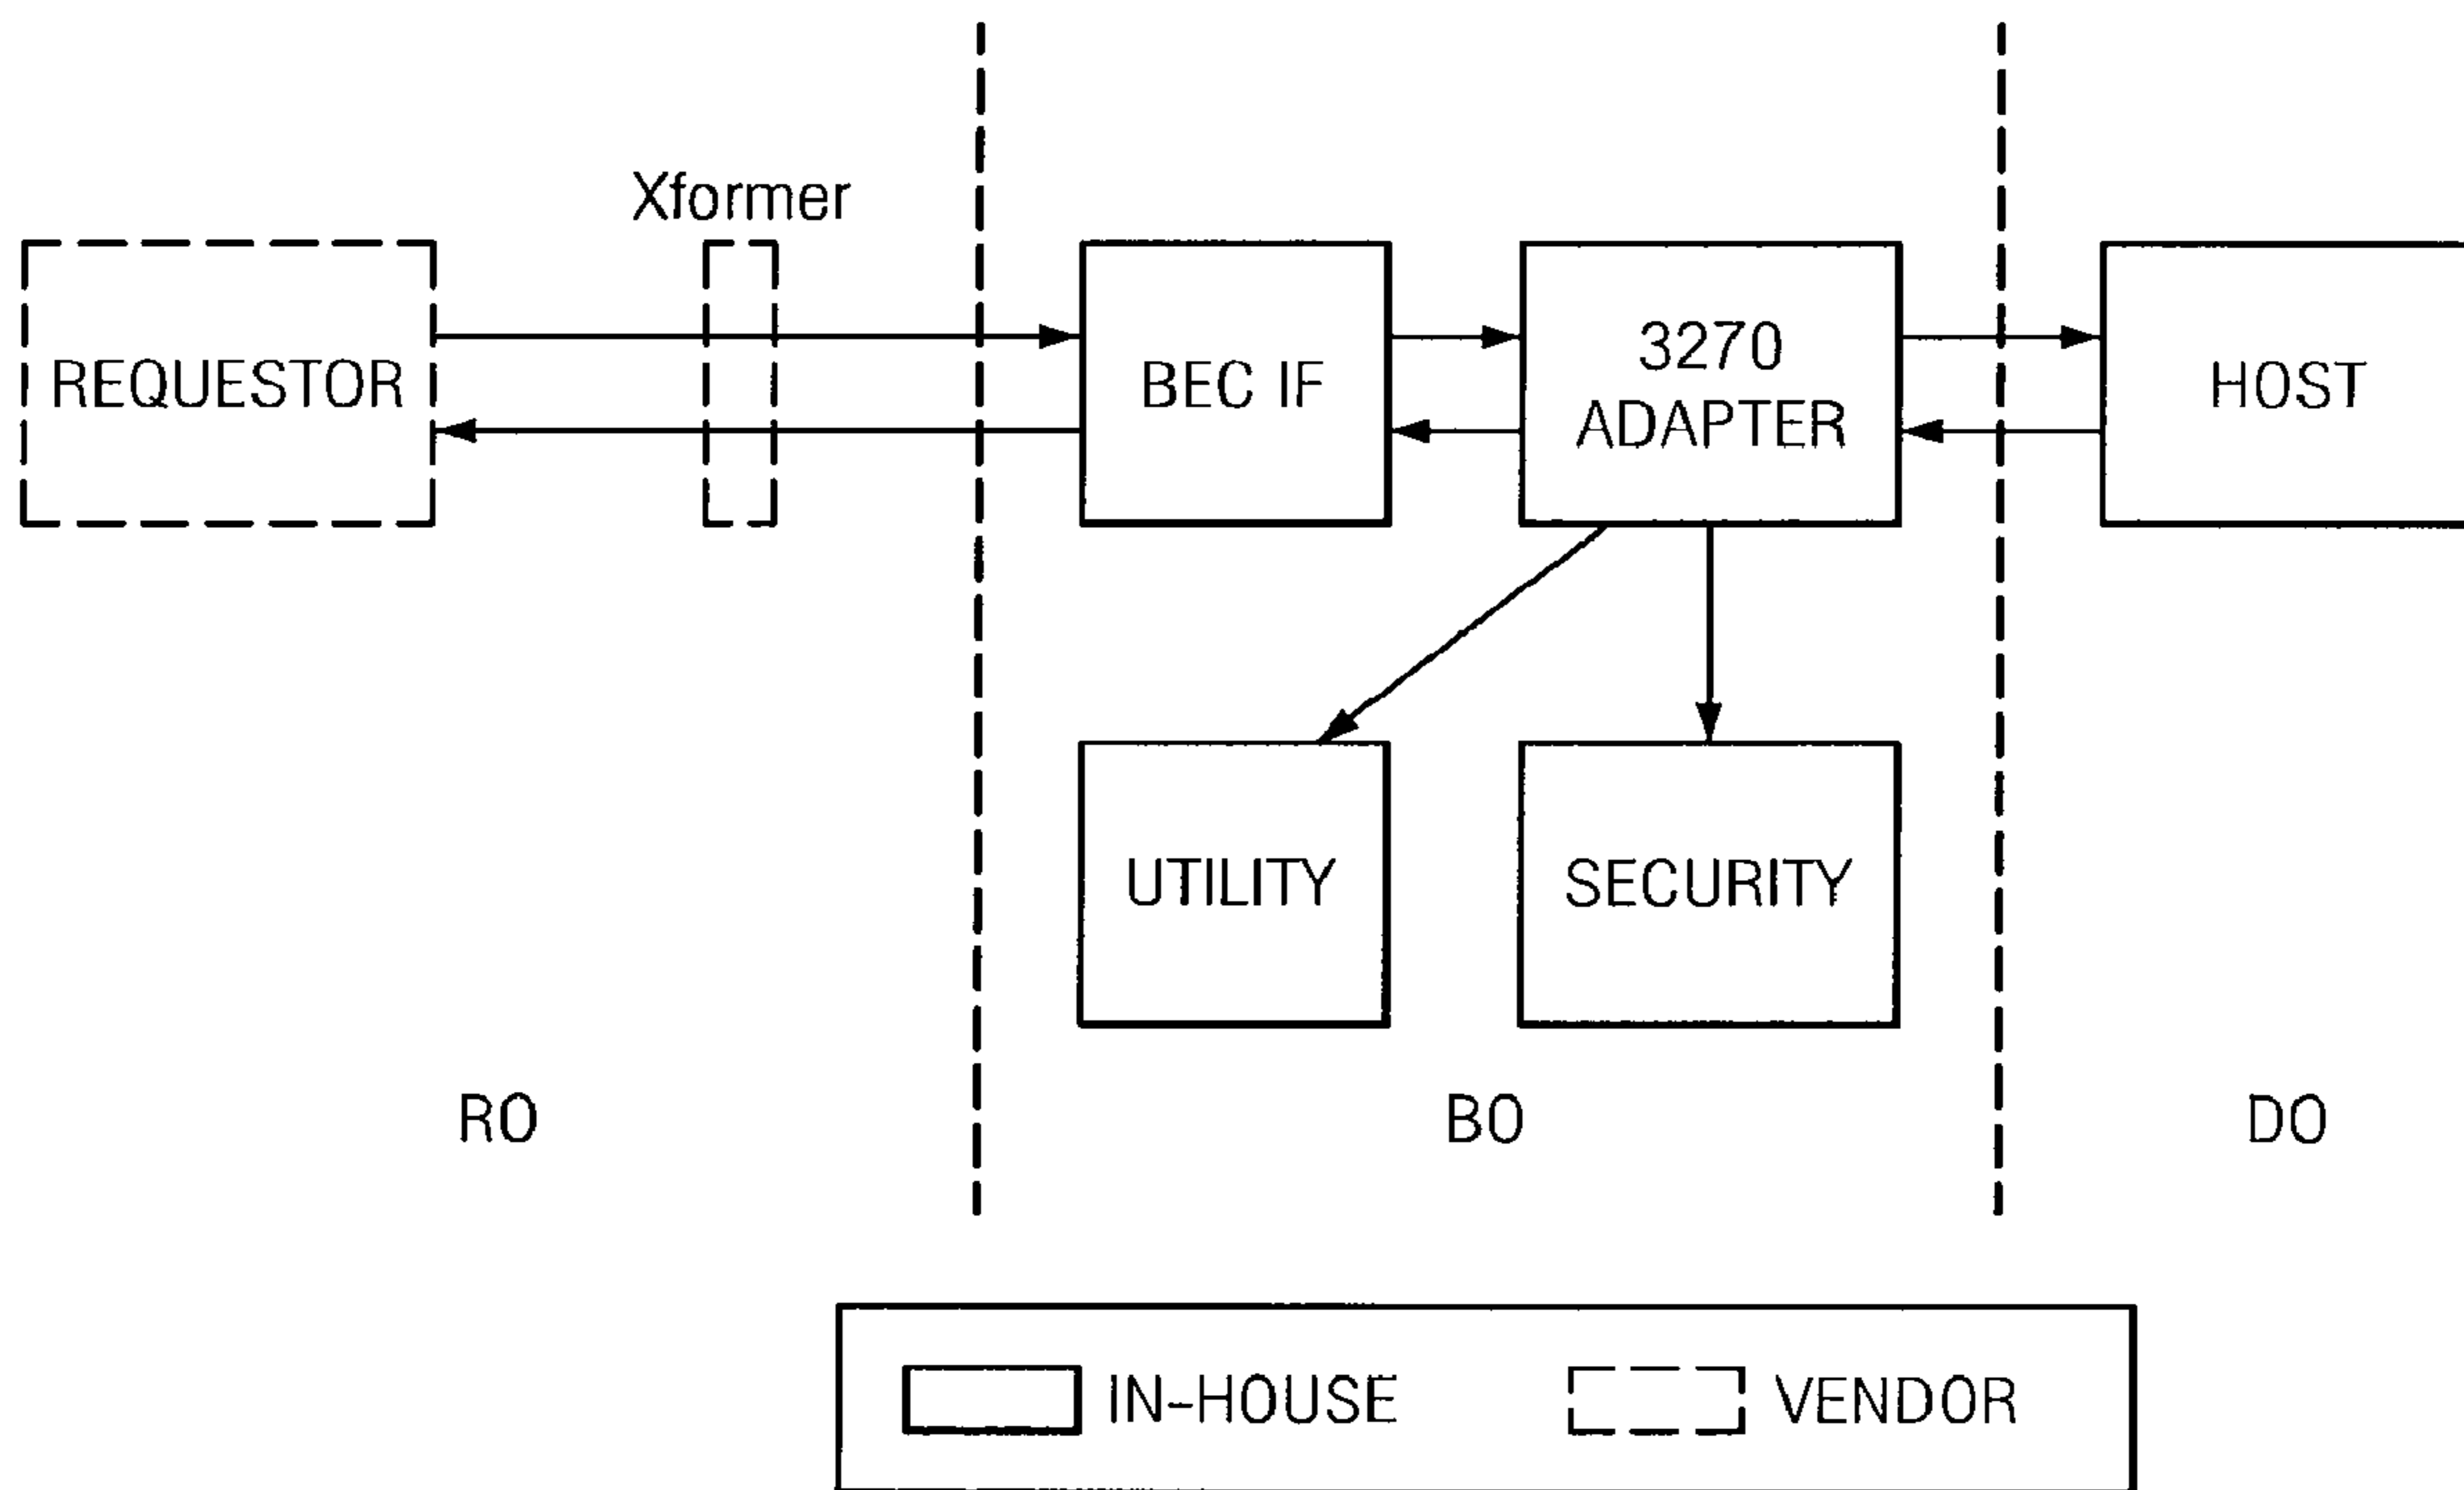 Xformer
REQUESTOR
BEC IF
3270
ADAPTER
HOST
UTILITY
SECURITY
RO
BO
DO
IN-HOUSE
VENDOR